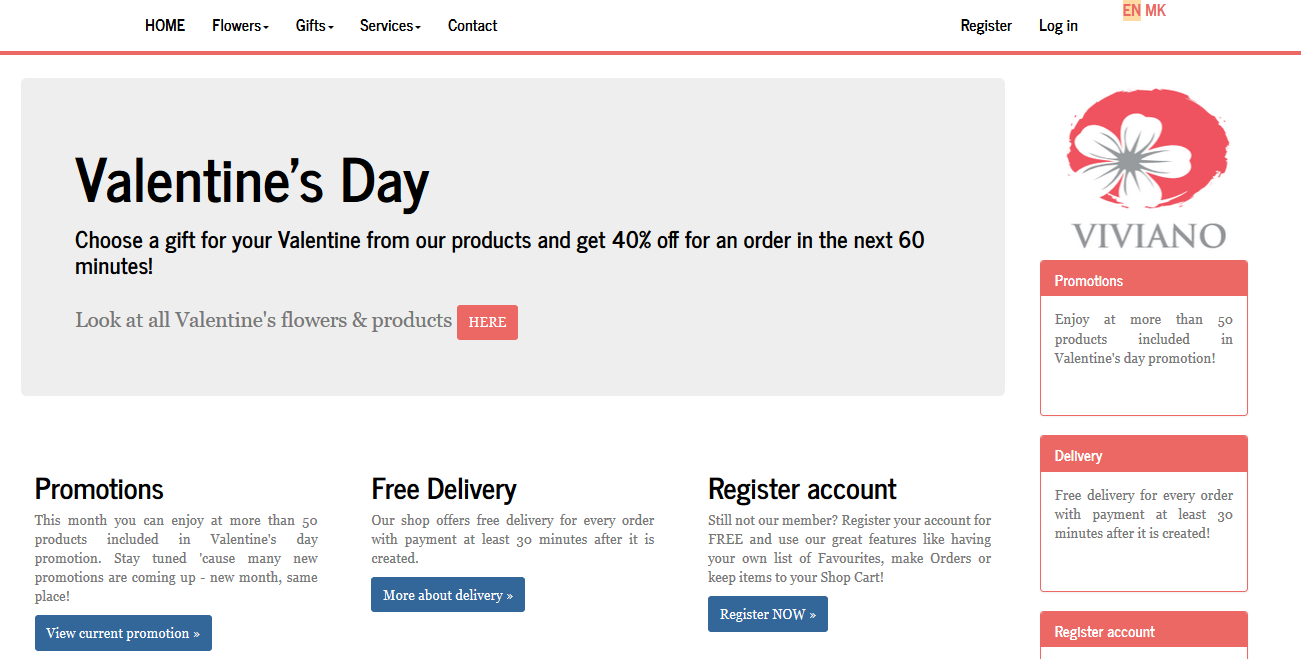 HOME Flowers Gifts Services Contact Register Log in EN MK
Valentine's Day
Choose a gift for your Valentine from our products and get 40% off for an order in the next 60
minutes!
Look at all Valentine's flowers & products HERE
VIVIANO
Promotions
Enjoy at more than 50
products included in
Valentine's day promotion!
Delivery
Free delivery for every order
with payment at least 30
minutes after it is created!
Register account
Promotions
This month you can enjoy at more than 50
products included in Valentine's day
promotion. Stay tuned 'cause many new
promotions are coming up - new month, same
place!
View current promotion »
Free Delivery
Our shop offers free delivery for every order
with payment at least 30 minutes after it is
created.
More about delivery »
Register account
Still not our member? Register your account for
FREE and use our great features like having
your own list of Favourites, make Orders or
keep items to your Shop Cart!
Register NOW »